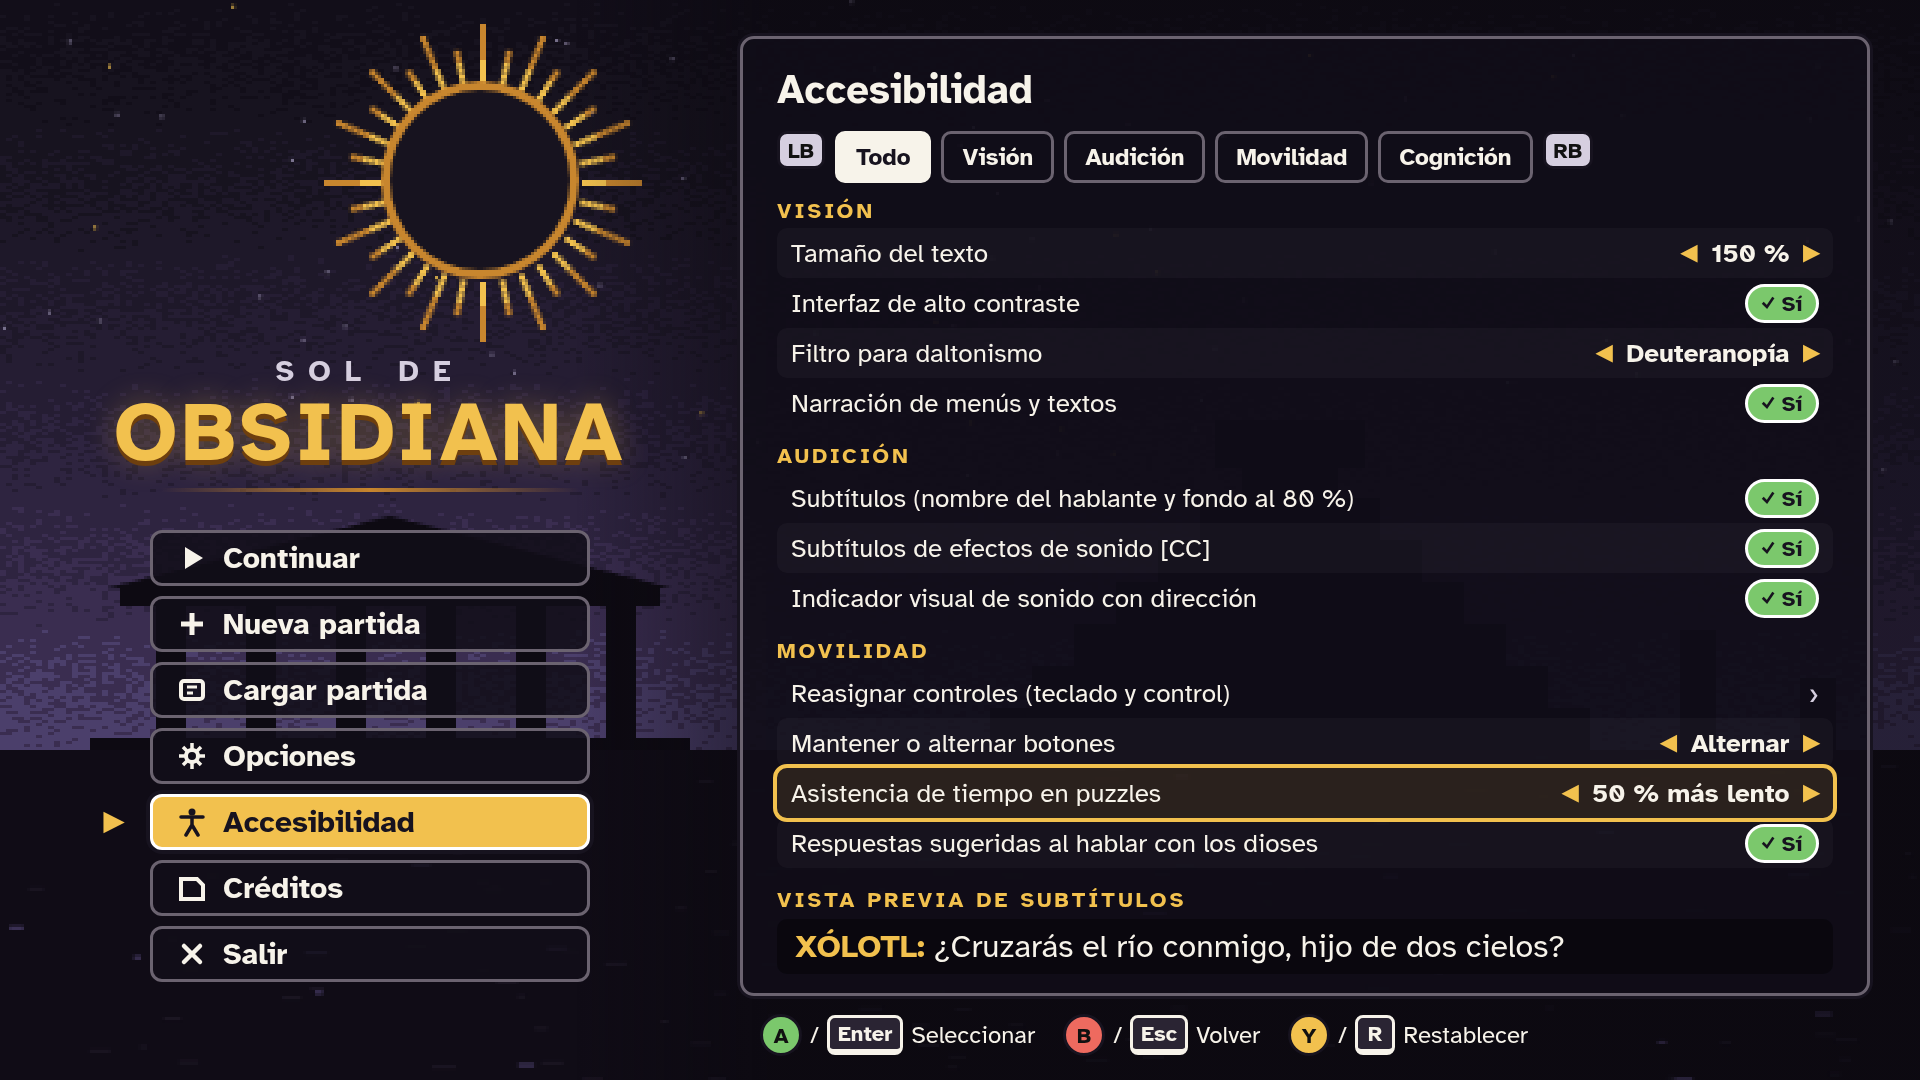 SOL DE
OBSIDIANA
Continuar
Nueva partida
Cargar partida
Opciones
Accesibilidad
Créditos
Salir
Accesibilidad
LB Todo Visión Audición Movilidad Cognición RB
VISIÓN
Tamaño del texto 150 %
Interfaz de alto contraste Sí
Filtro para daltonismo Deuteranopía
Narración de menús y textos Sí
AUDICIÓN
Subtítulos (nombre del hablante y fondo al 80 %) Sí
Subtítulos de efectos de sonido [CC] Sí
Indicador visual de sonido con dirección Sí
MOVILIDAD
Reasignar controles (teclado y control)
Mantener o alternar botones Alternar
Asistencia de tiempo en puzzles 50 % más lento
Respuestas sugeridas al hablar con los dioses Sí
VISTA PREVIA DE SUBTÍTULOS
XÓLOTL: ¿Cruzarás el río conmigo, hijo de dos cielos?
A / Enter Seleccionar B / Esc Volver Y / R Restablecer